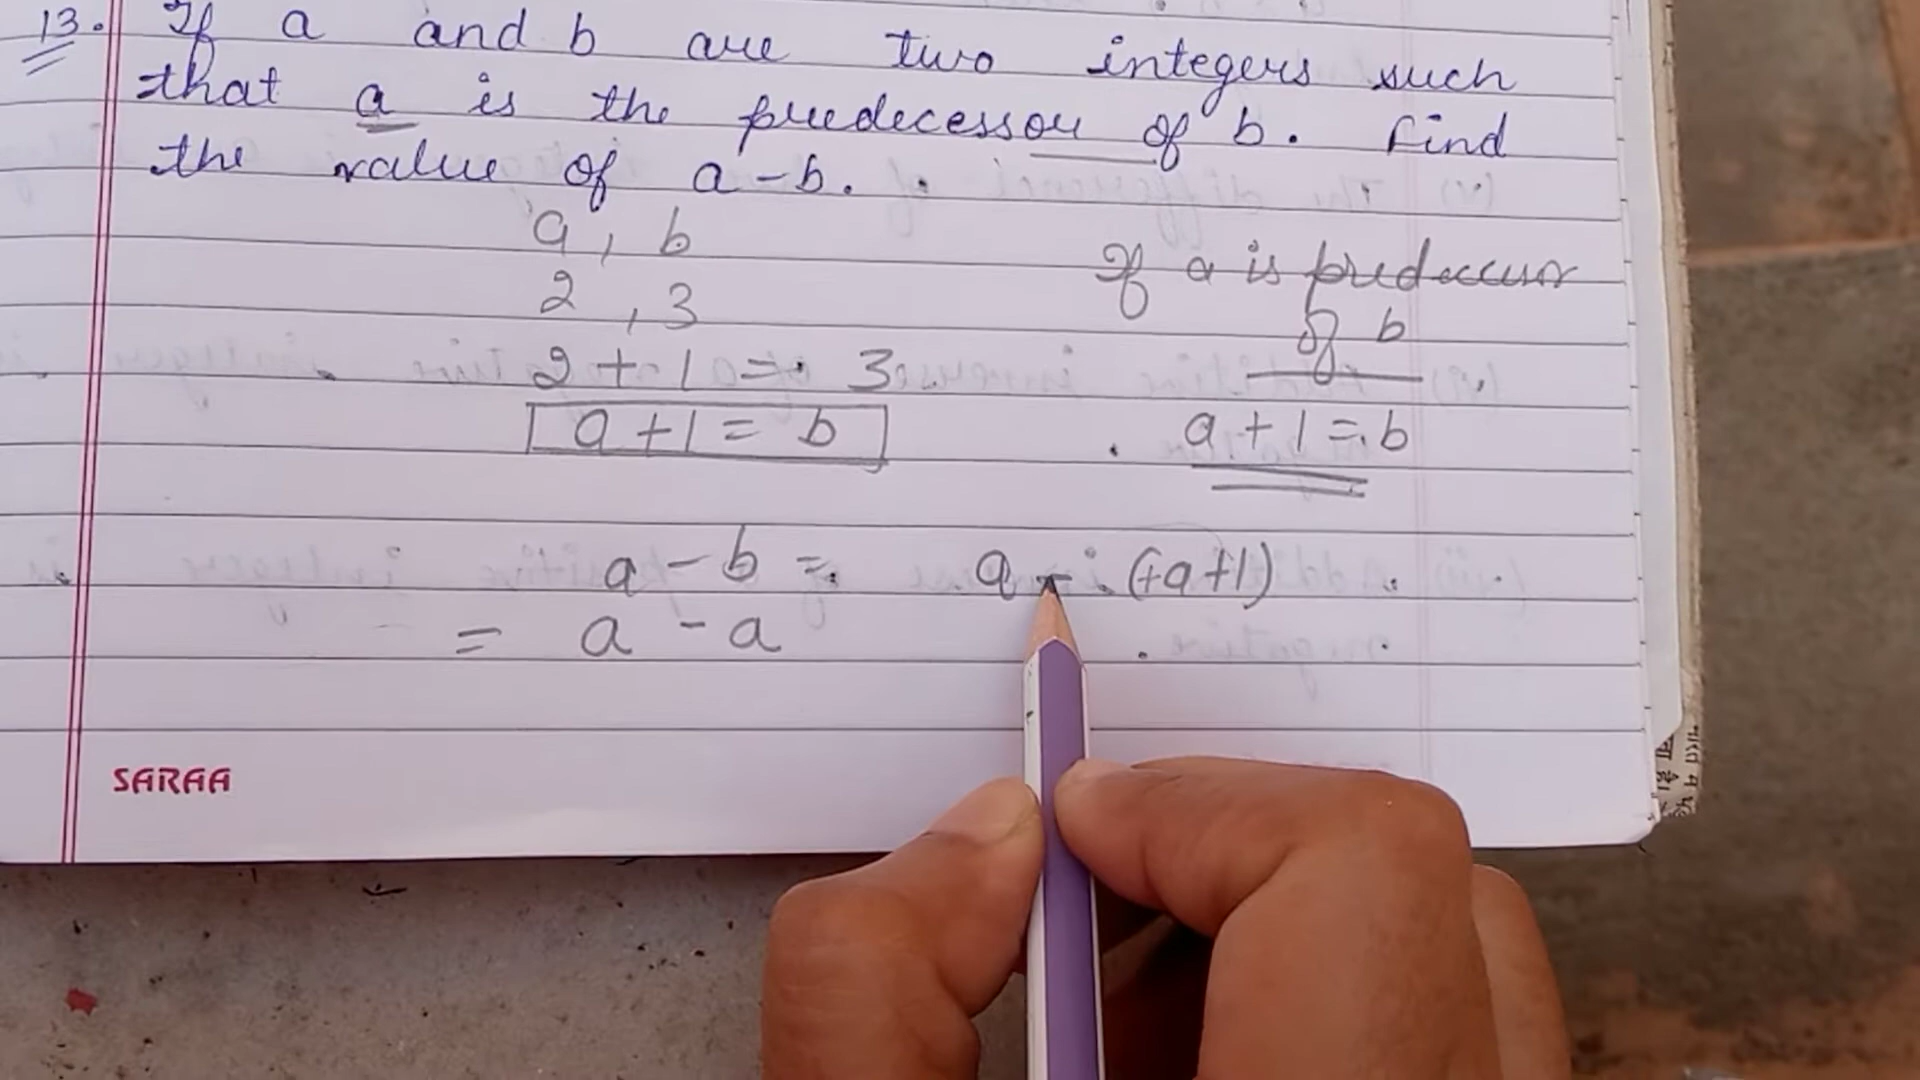 13. If a and b are two integers such
that a is the predecessor of b. Find
the value of a-b.
a, b
2, 3
2 + 1 = 3
a + 1 = b
If a is predecessor
of b
a + 1 = b
a - b = a - (+a+1)
= a - a
SARAA